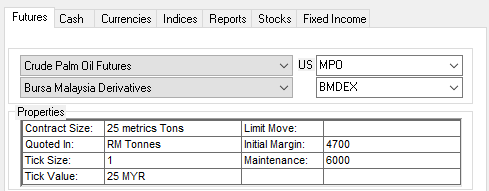 Futures Cash Currencies Indices Reports Stocks Fixed Income
Crude Palm Oil Futures US MPO
Bursa Malaysia Derivatives BMDEX
Properties
Contract Size: 25 metrics Tons Limit Move:
Quoted In: RM Tonnes Initial Margin: 4700
Tick Size: 1 Maintenance: 6000
Tick Value: 25 MYR